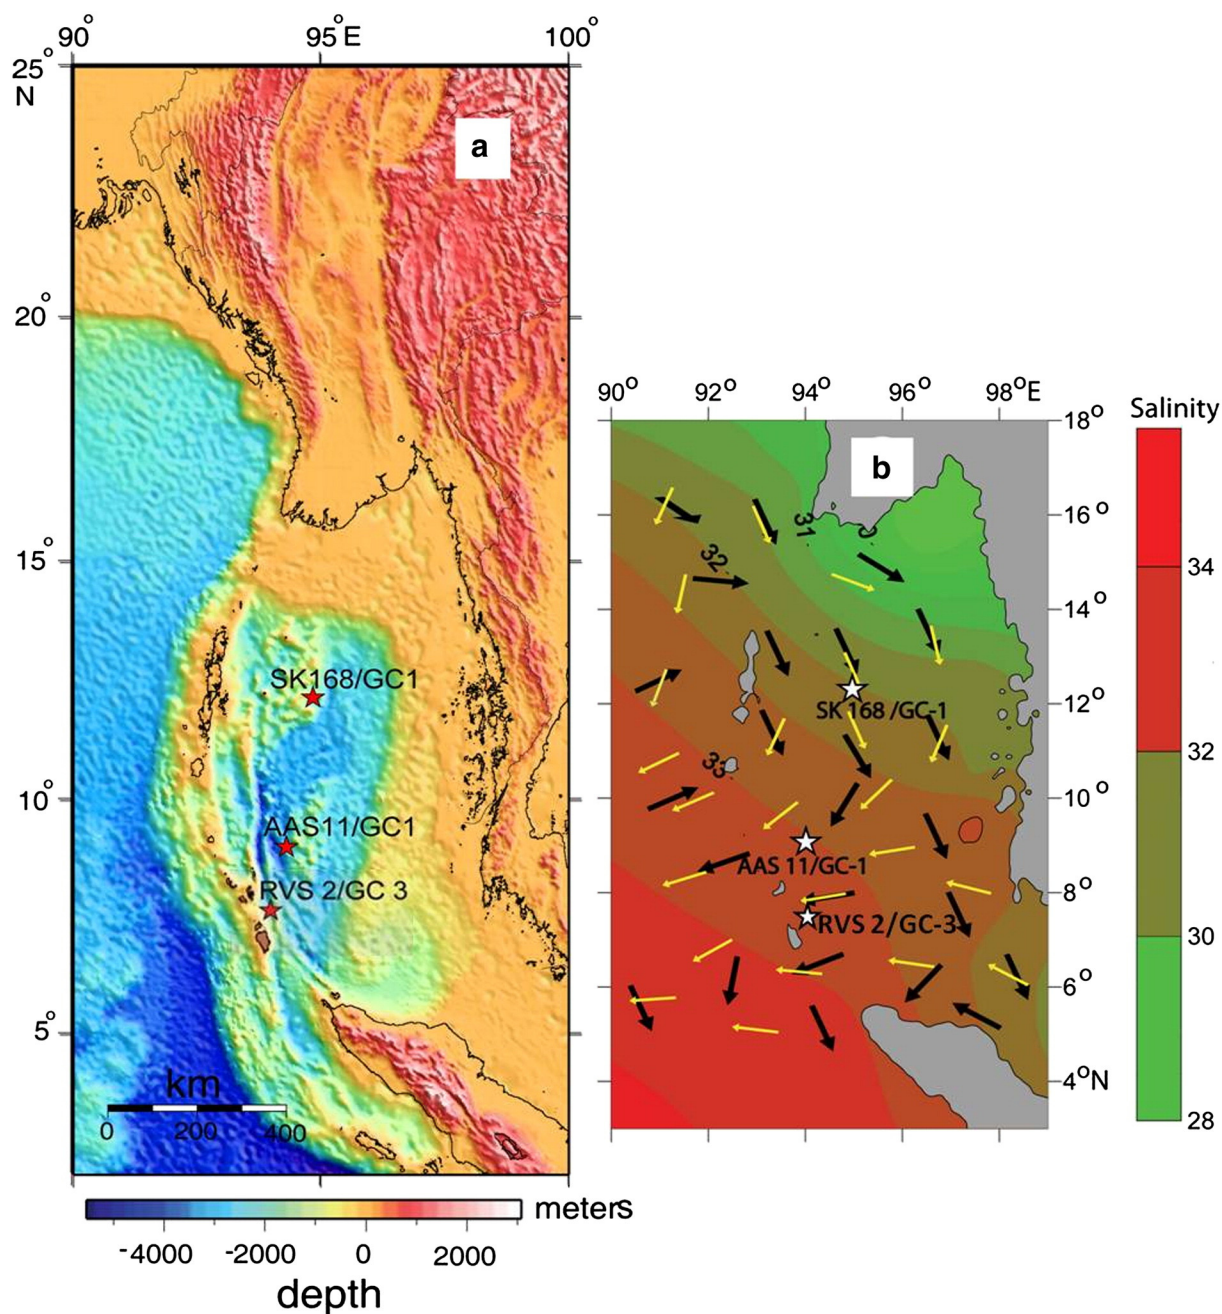 90° 95°E 100°
25°
N
a
20°
15°
SK168/GC1
10°
AAS11/GC1
RVS 2/GC 3
5°
km
0 200 400
-4000 -2000 0 2000 meters
depth
90° 92° 94° 96° 98°E
Salinity
18°
b
16°
31
32
34
14°
12°
SK 168 /GC-1
32
33
10°
AAS 11/GC-1
8°
RVS 2/GC-3
30
6°
4°N
28